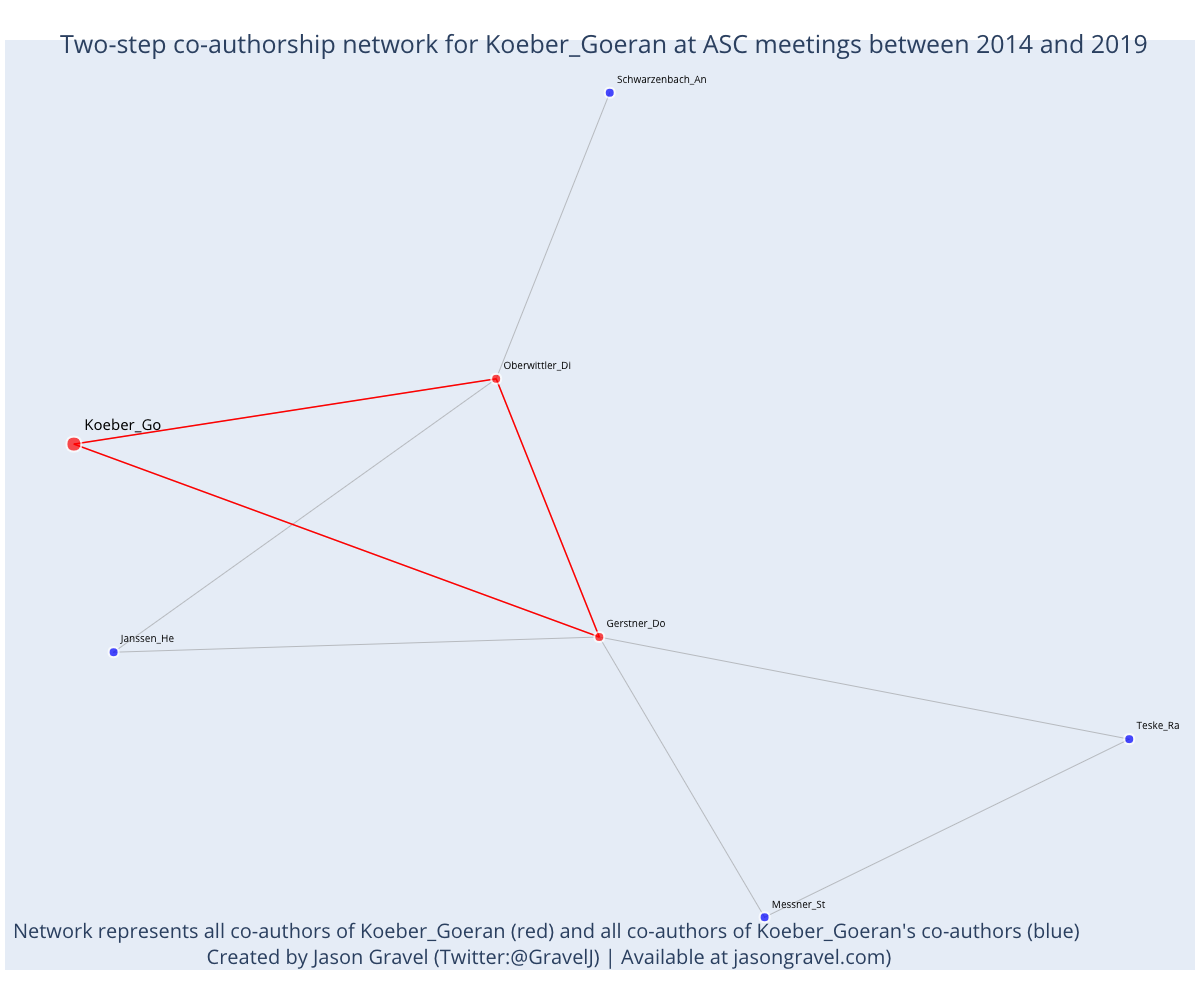 Two-step co-authorship network for Koeber_Goeran at ASC meetings between 2014 and 2019
Schwarzenbach_An
Oberwittler_Di
Koeber_Go
Gerstner_Do
Janssen_He
Teske_Ra
Messner_St
Network represents all co-authors of Koeber_Goeran (red) and all co-authors of Koeber_Goeran's co-authors (blue)
Created by Jason Gravel (Twitter:@GravelJ) | Available at jasongravel.com)